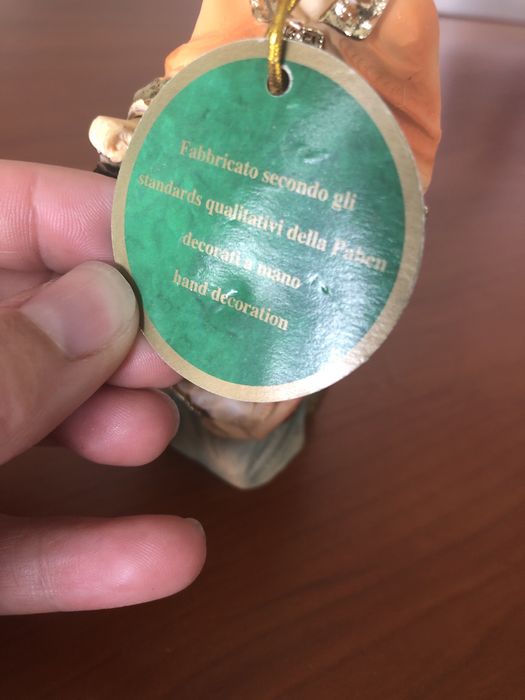 Fabbricato secondo gli
standards qualitativi della Paben
decorati a mano
hand decoration